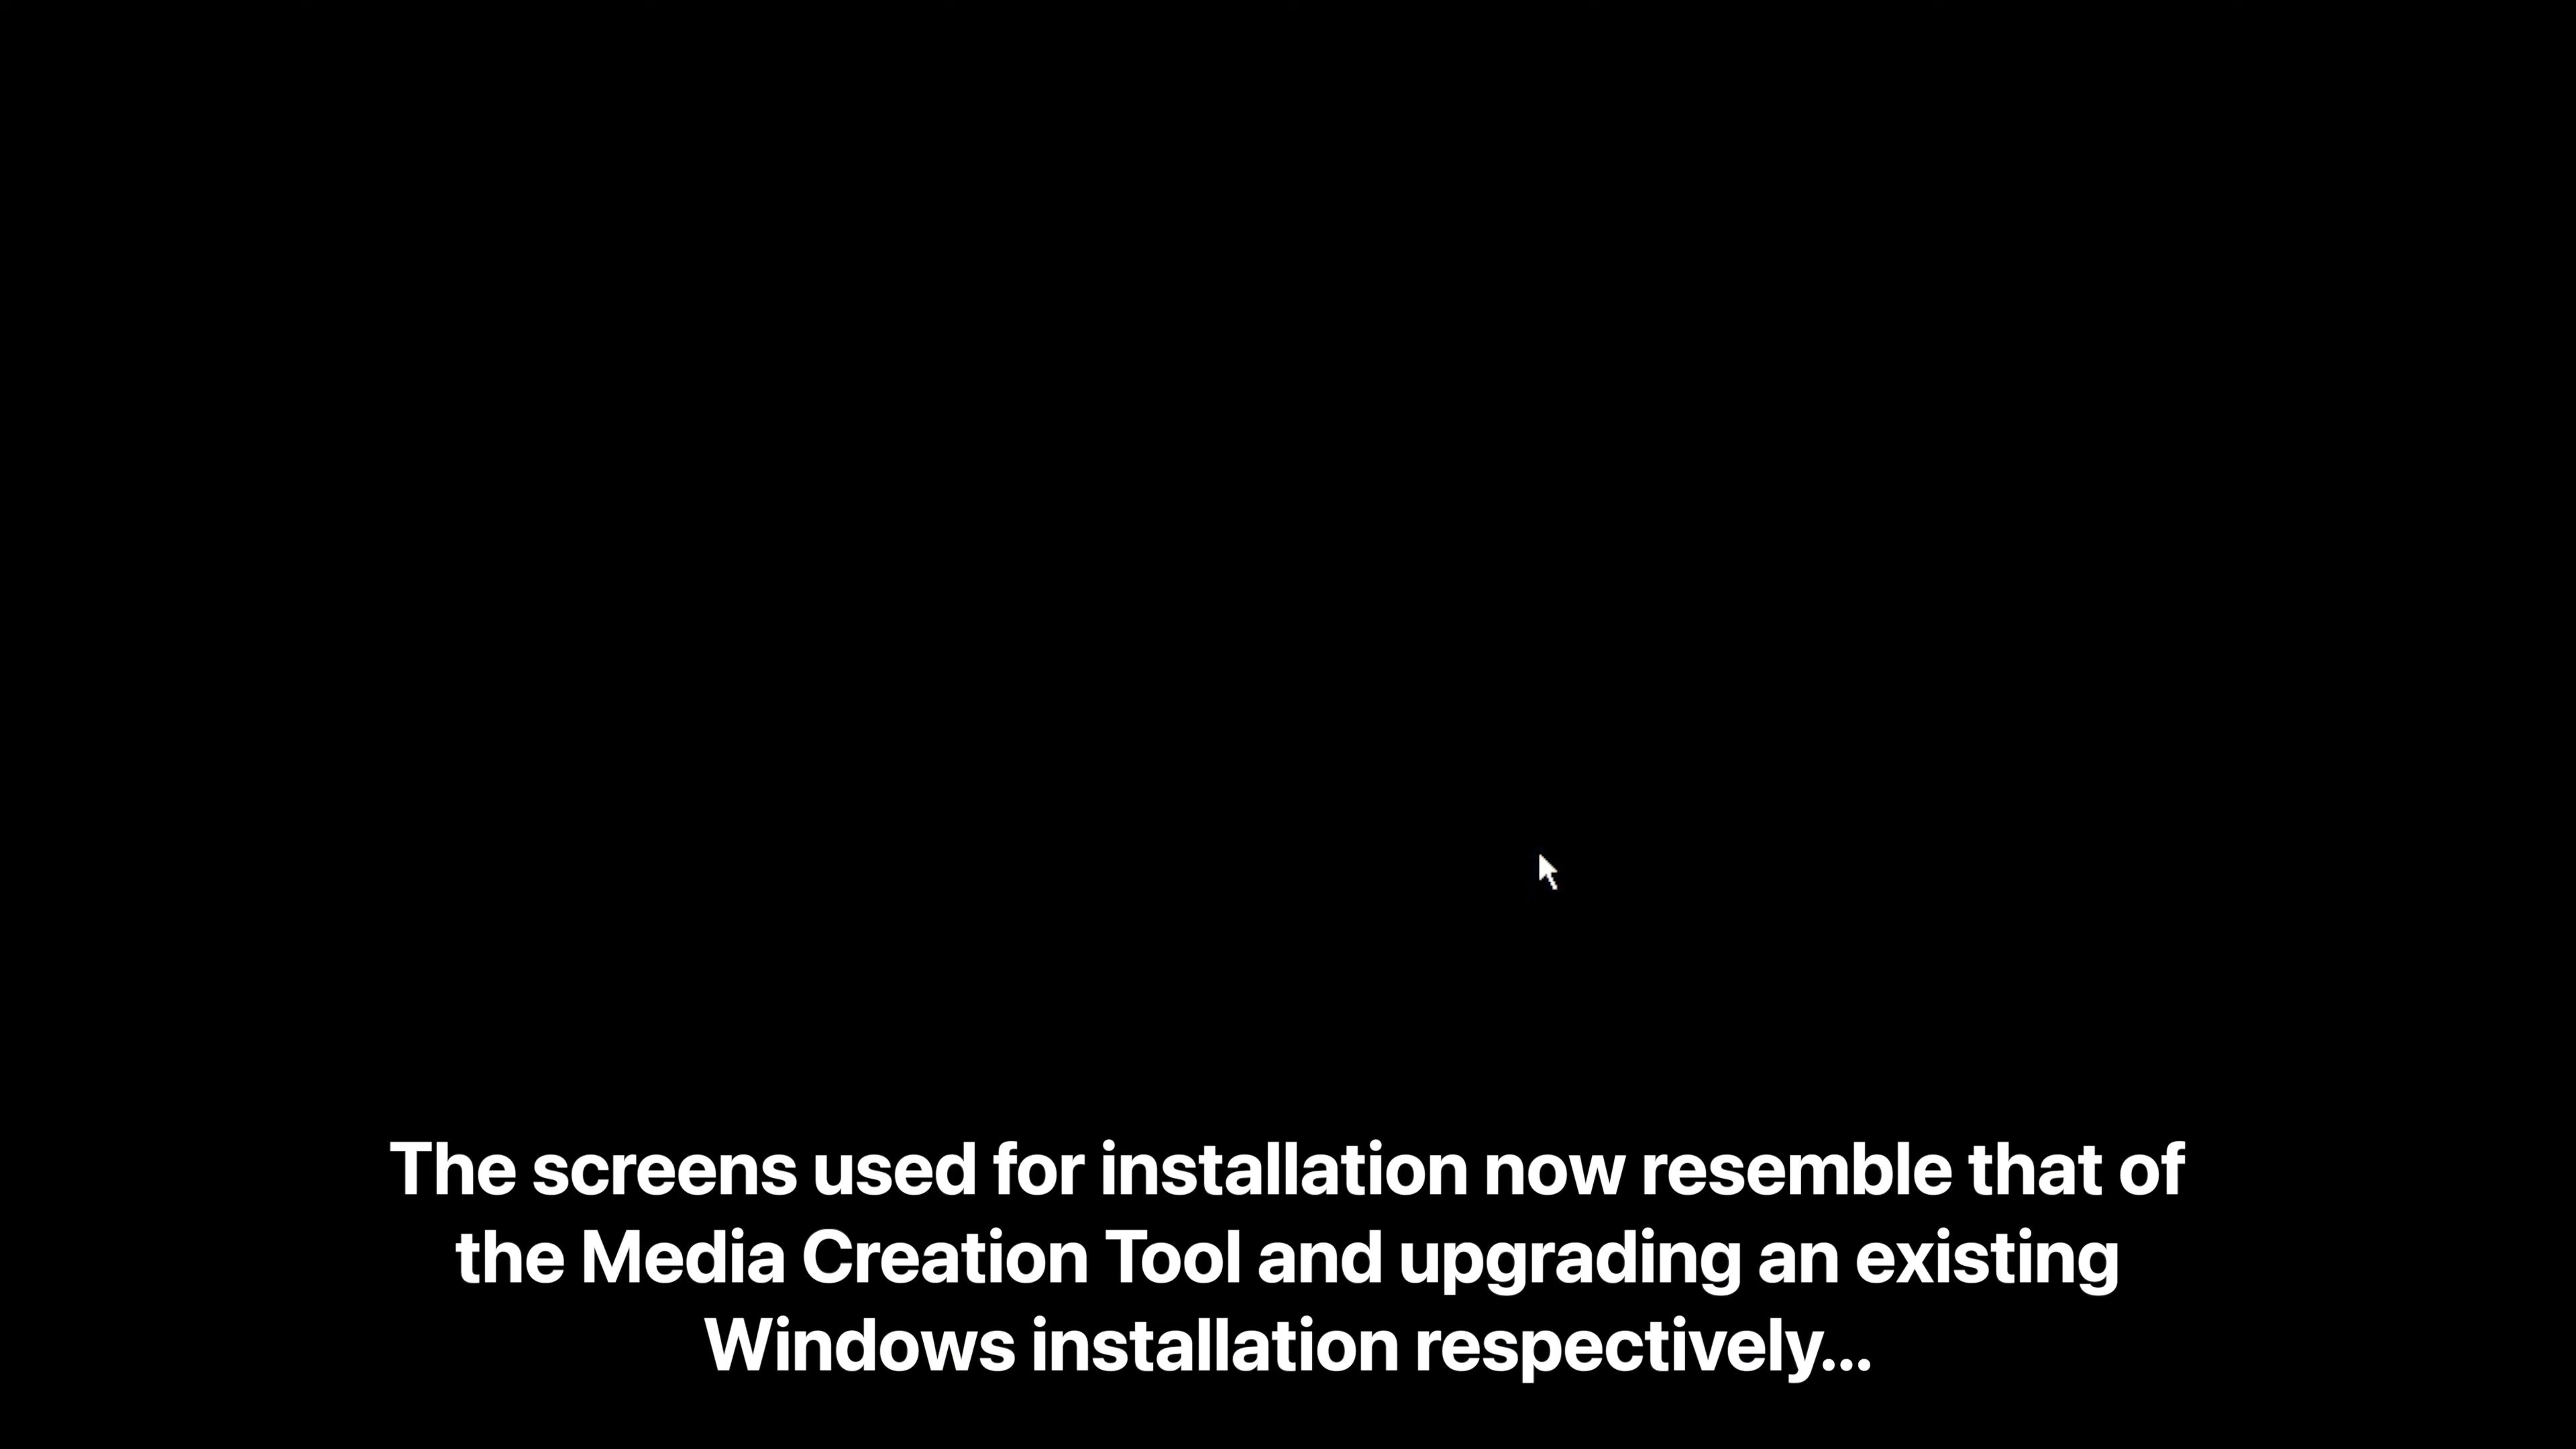 The screens used for installation now resemble that of
the Media Creation Tool and upgrading an existing
Windows installation respectively...